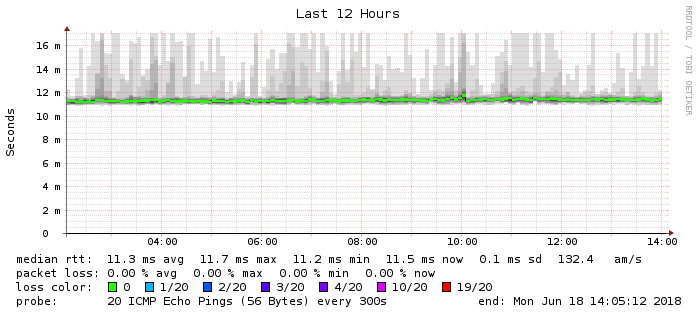 Last 12 Hours
RRDTOOL / TOBI OETIKER
Seconds
16 m
14 m
12 m
10 m
8 m
6 m
4 m
2 m
0
04:00 06:00 08:00 10:00 12:00 14:00
median rtt: 11.3 ms avg 11.7 ms max 11.2 ms min 11.5 ms now 0.1 ms sd 132.4 am/s
packet loss: 0.00 % avg 0.00 % max 0.00 % min 0.00 % now
loss color: 0 1/20 2/20 3/20 4/20 10/20 19/20
probe: 20 ICMP Echo Pings (56 Bytes) every 300s end: Mon Jun 18 14:05:12 2018